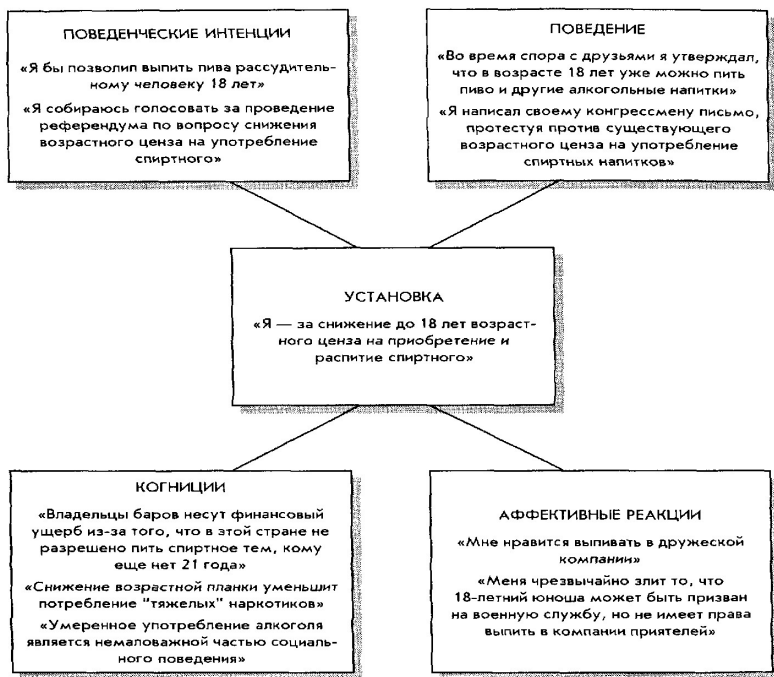 ПОВЕДЕНЧЕСКИЕ ИНТЕНЦИИ
«Я бы позволил выпить пива рассудитель-
ному человеку 18 лет»
«Я собираюсь голосовать за проведение
референдума по вопросу снижения
возрастного ценза на употребление
спиртного»
ПОВЕДЕНИЕ
«Во время спора с друзьями я утверждал,
что в возрасте 18 лет уже можно пить
пиво и другие алкогольные напитки»
«Я написал своему конгрессмену письмо,
протестуя против существующего
возрастного ценза на употребление
спиртных напитков»
УСТАНОВКА
«Я — за снижение до 18 лет возраст-
ного ценза на приобретение и
распитие спиртного»
КОГНИЦИИ
«Владельцы баров несут финансовый
ущерб из-за того, что в этой стране не
разрешено пить спиртное тем, кому
еще нет 21 года»
«Снижение возрастной планки уменьшит
потребление "тяжелых" наркотиков»
«Умеренное употребление алкоголя
является немаловажной частью социаль-
ного поведения»
АФФЕКТИВНЫЕ РЕАКЦИИ
«Мне нравится выпивать в дружеской
компании»
«Меня чрезвычайно злит то, что
18-летний юноша может быть призван
на военную службу, но не имеет права
выпить в компании приятелей»